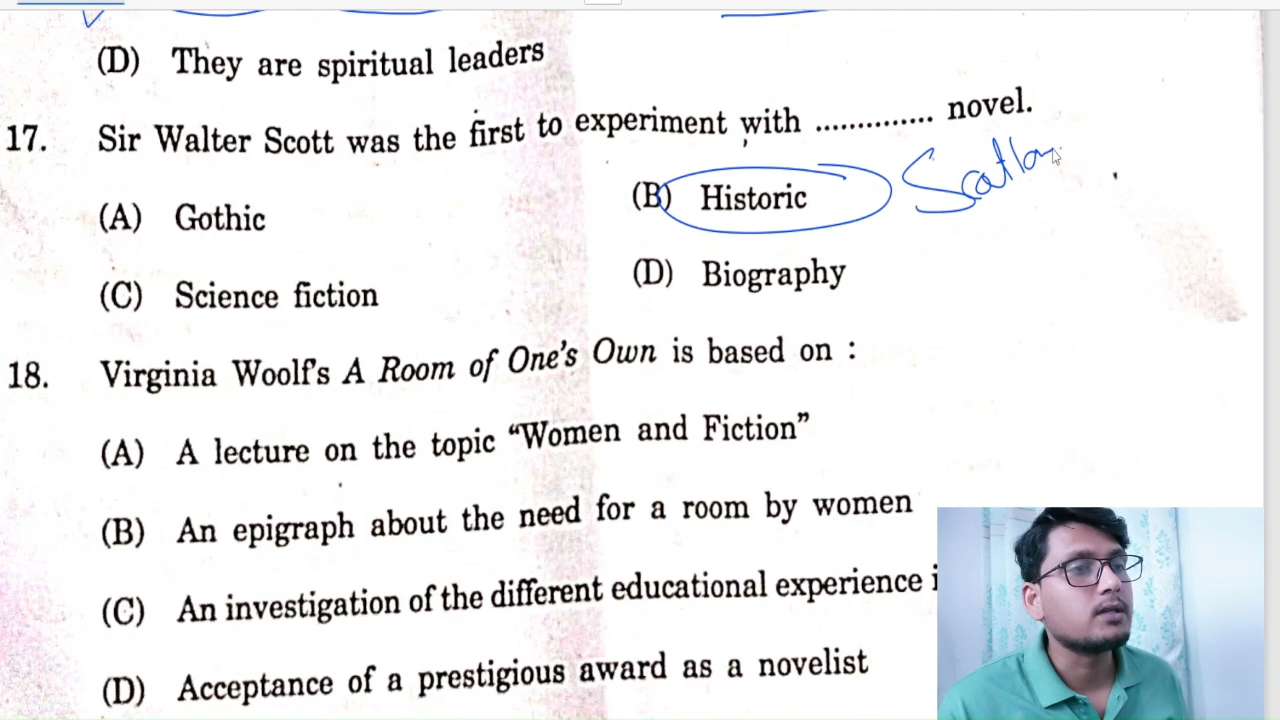 (D) They are spiritual leaders
17. Sir Walter Scott was the first to experiment with .............. novel.
(A) Gothic
(B) Historic
(C) Science fiction
(D) Biography
18. Virginia Woolf's A Room of One's Own is based on :
(A) A lecture on the topic “Women and Fiction”
(B) An epigraph about the need for a room by women
(C) An investigation of the different educational experience
(D) Acceptance of a prestigious award as a novelist